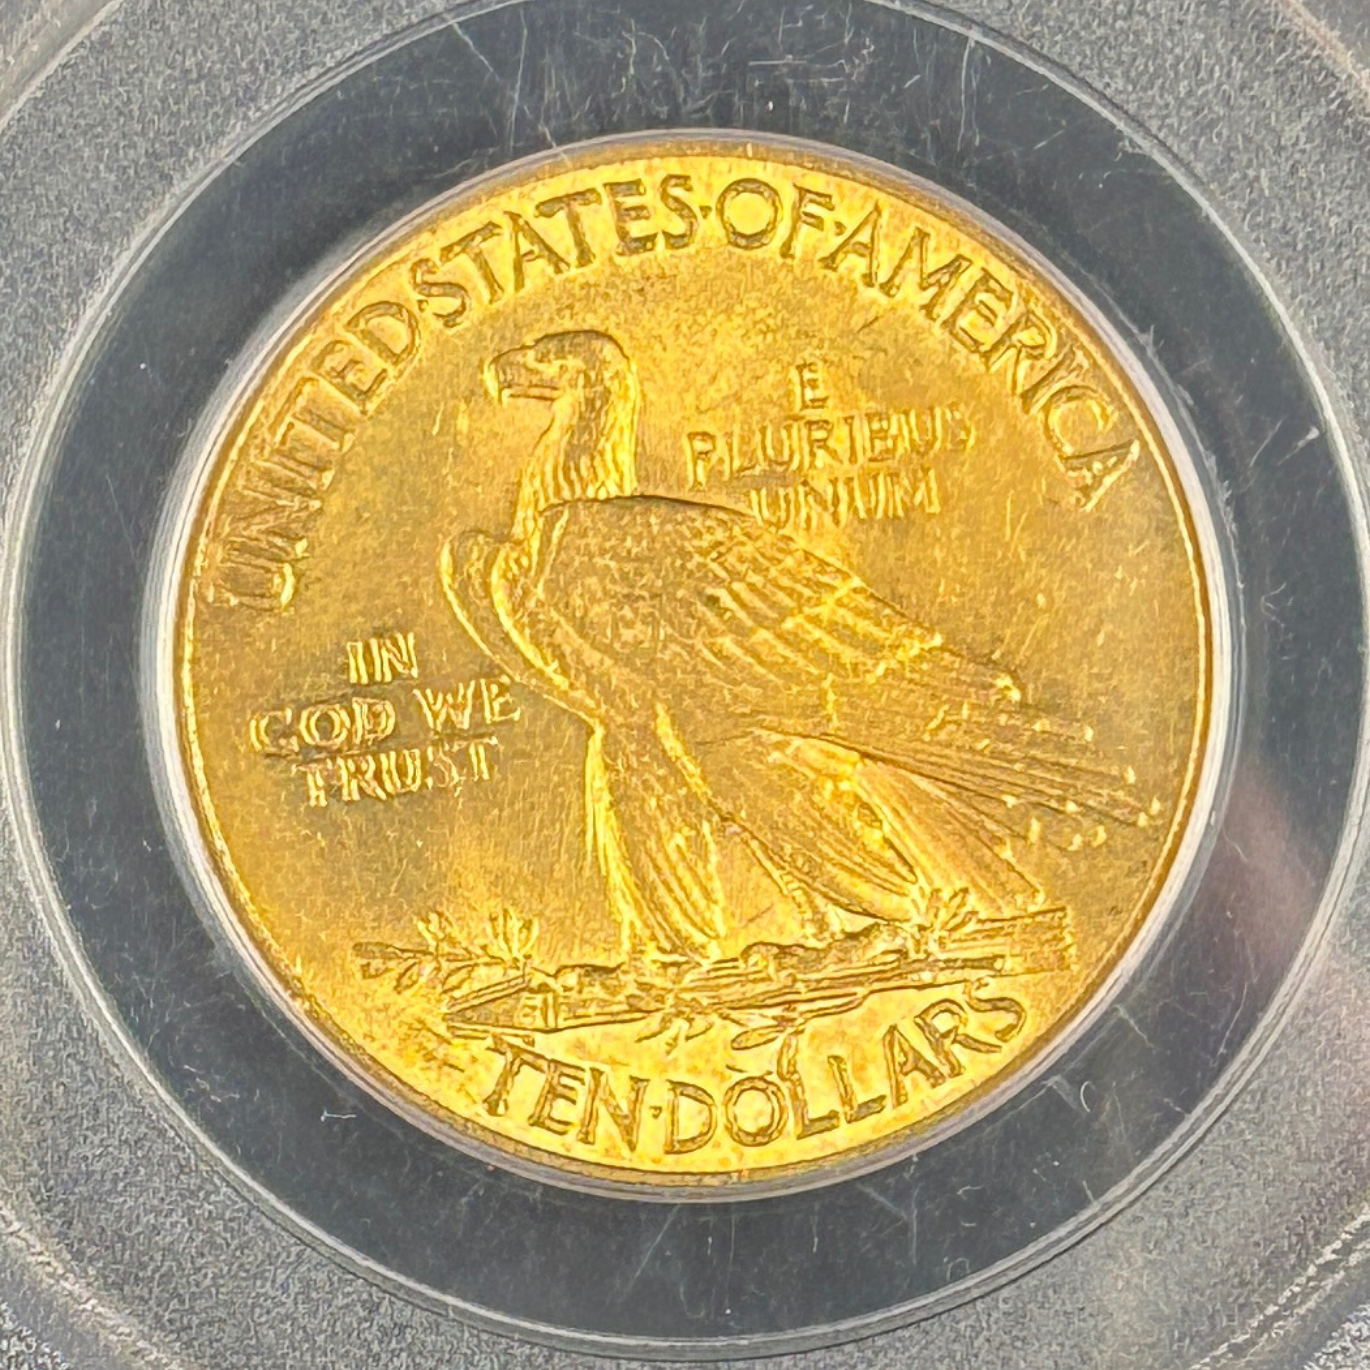 UNITED·STATES·OF·AMERICA
E
PLURIBUS
UNUM
IN
GOD WE
TRUST
TEN·DOLLARS